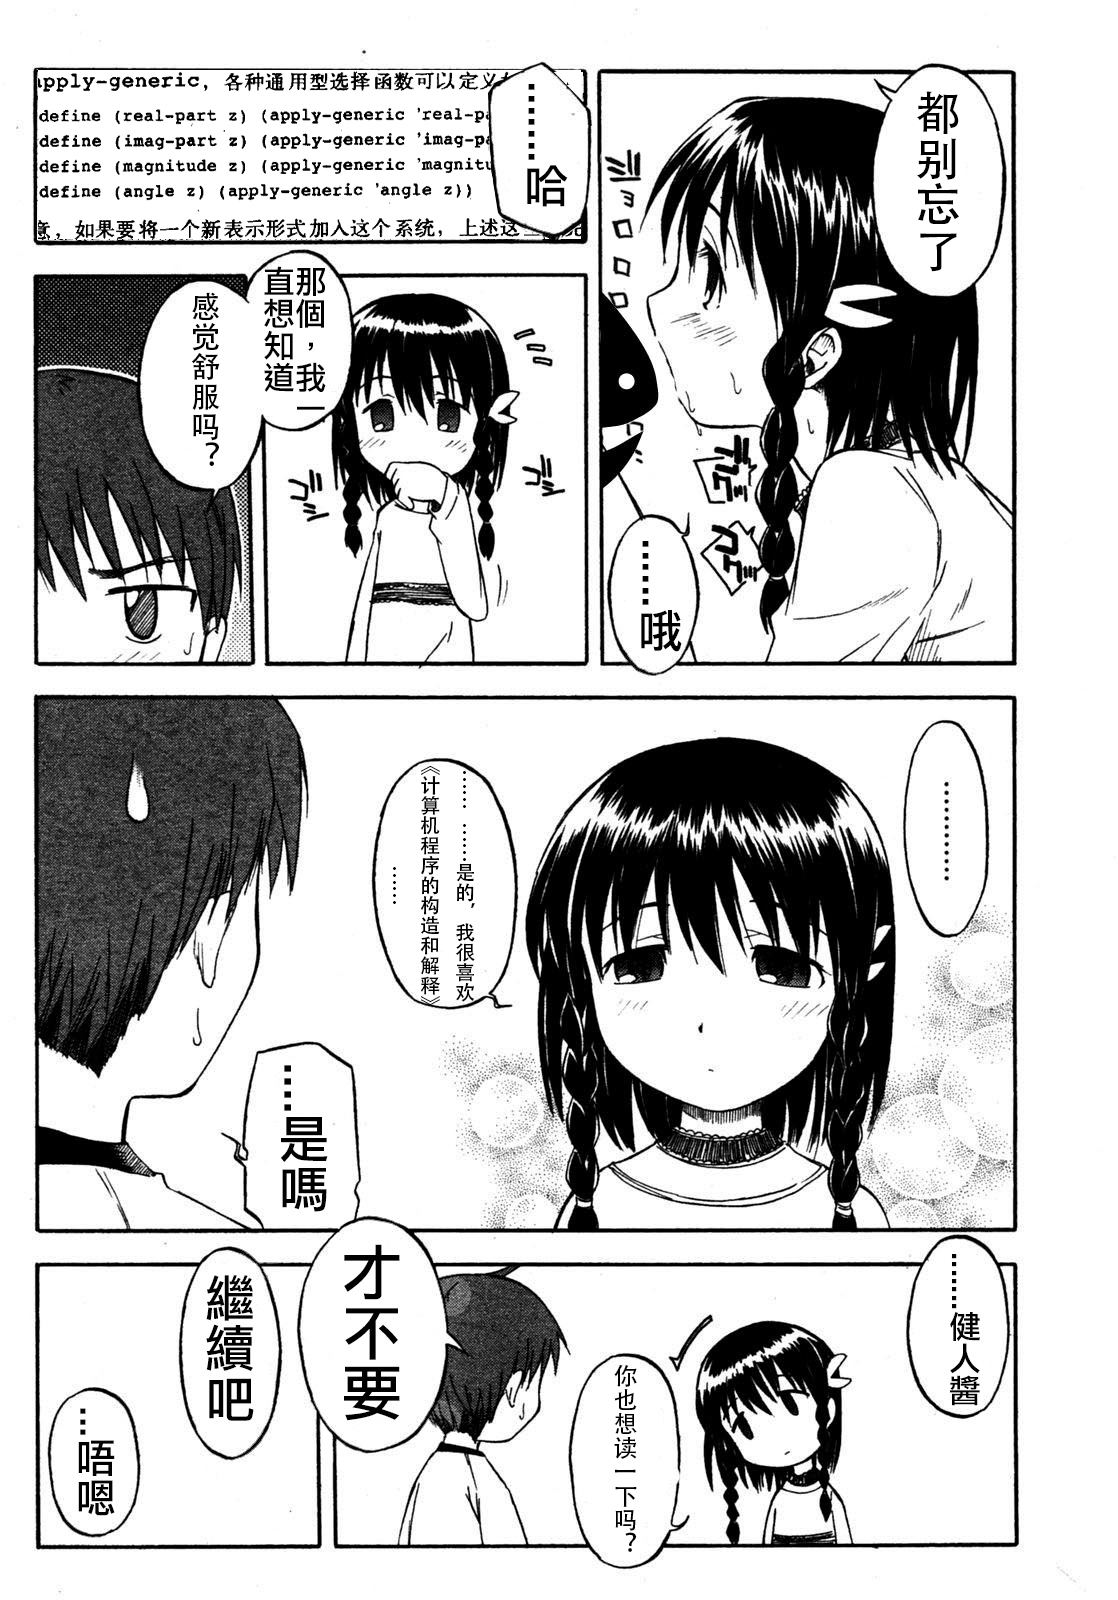 都别忘了
……哦
pply-generic，各种通用型选择函数可以定义
define (real-part z) (apply-generic 'real-pa
define (imag-part z) (apply-generic 'imag-pa
define (magnitude z) (apply-generic 'magnitu
define (angle z) (apply-generic 'angle z))
意，如果要将一个新表示形式加入这个系统，上述这
………哈
那個，我一
直想知道
感觉舒服吗？
…………
…… ……是的，我很喜欢
《计算机程序的构造和解释》
……
……是嗎
……健人醬
你也想读一下吗？
才不要
繼續吧
…唔嗯